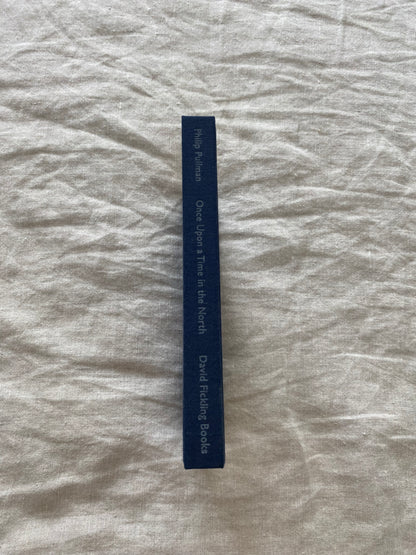 Philip Pullman
Once Upon a Time in the North
David Fickling Books